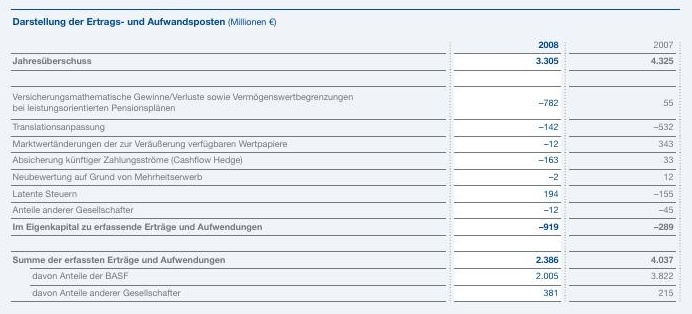 Darstellung der Ertrags- und Aufwandsposten (Millionen €)
2008 2007
Jahresüberschuss 3.305 4.325
Versicherungsmathematische Gewinne/Verluste sowie Vermögenswertbegrenzungen
bei leistungsorientierten Pensionsplänen –782 55
Translationsanpassung –142 –532
Marktwertänderungen der zur Veräußerung verfügbaren Wertpapiere –12 343
Absicherung künftiger Zahlungsströme (Cashflow Hedge) –163 33
Neubewertung auf Grund von Mehrheitserwerb –2 12
Latente Steuern 194 –155
Anteile anderer Gesellschafter –12 –45
Im Eigenkapital zu erfassende Erträge und Aufwendungen –919 –289
Summe der erfassten Erträge und Aufwendungen 2.386 4.037
davon Anteile der BASF 2.005 3.822
davon Anteile anderer Gesellschafter 381 215